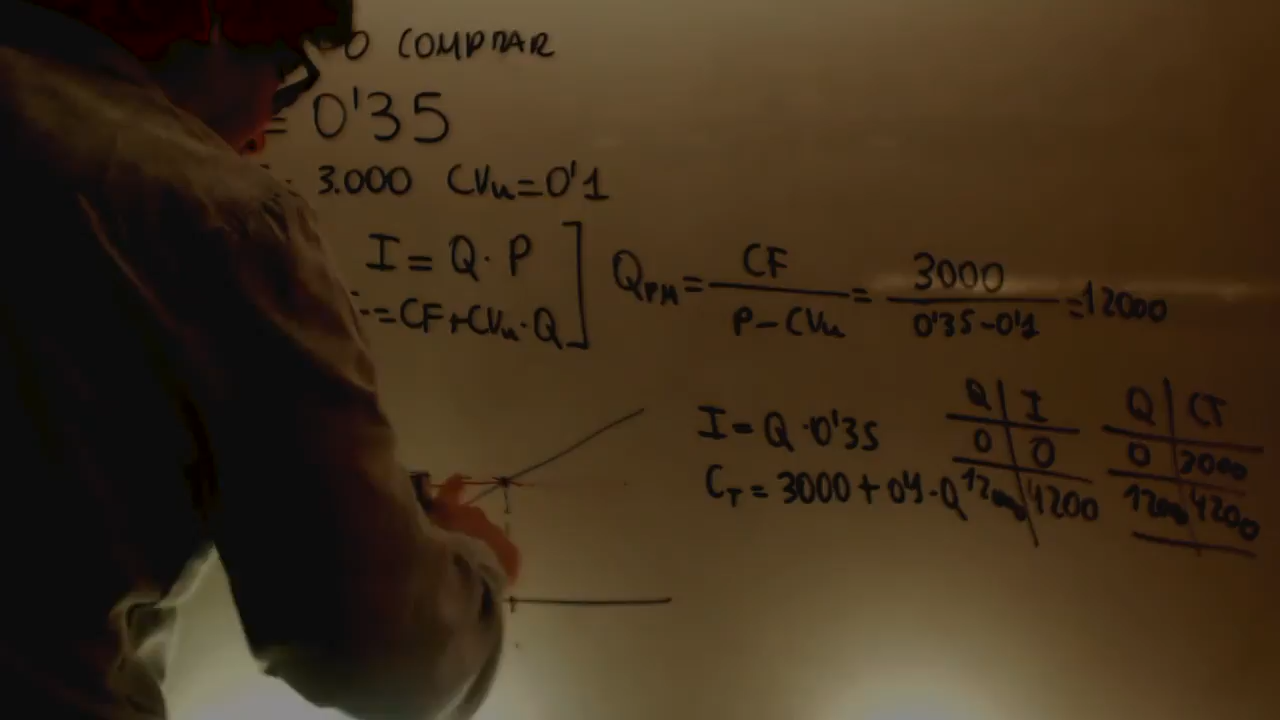 O COMPRAR
= 0'35
: 3.000 CVu=0'1
I = Q · P
= CF+CVu·Q
QPM = CF / P - CVu = 3000 / 0'35-0'1 = 12000
I = Q · 0'35
Q | I
0 | 0
12000 | 4200
Q | CT
0 | 3000
12000 | 4200
CT = 3000 + 0'1 · Q